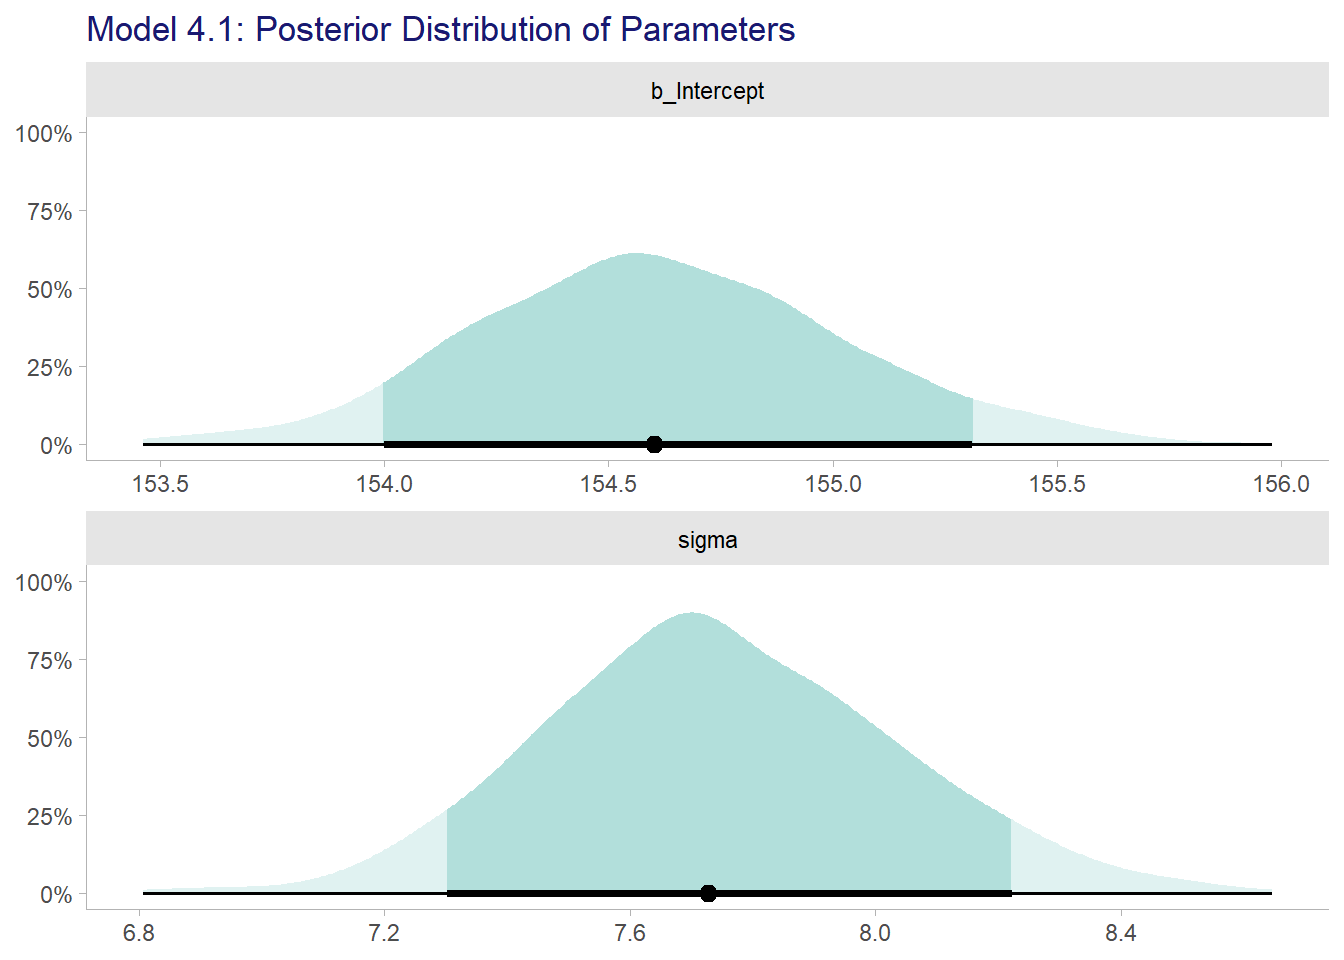 Model 4.1: Posterior Distribution of Parameters
b_Intercept
100%
75%
50%
25%
0%
153.5 154.0 154.5 155.0 155.5 156.0
sigma
100%
75%
50%
25%
0%
6.8 7.2 7.6 8.0 8.4